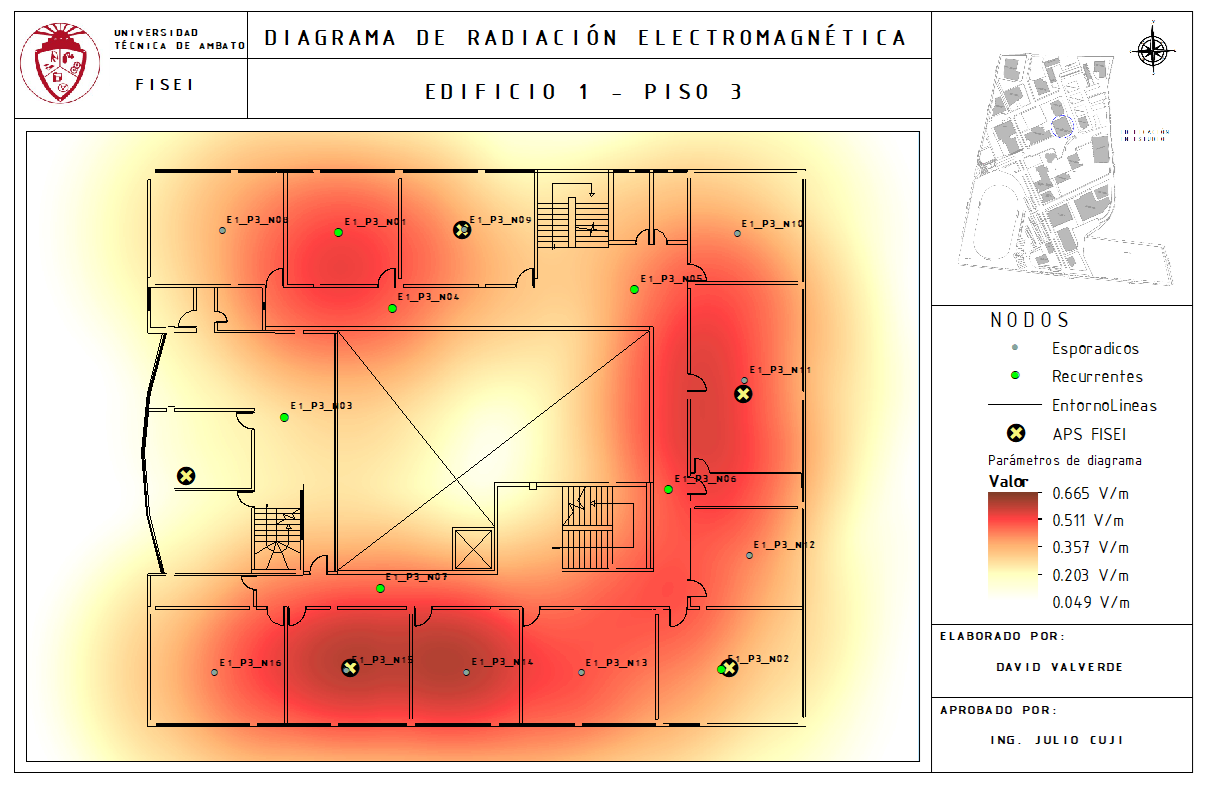 UNIVERSIDAD
TÉCNICA DE AMBATO
FISEI
DIAGRAMA DE RADIACIÓN ELECTROMAGNÉTICA
EDIFICIO 1 - PISO 3
E1_P3_N08
E1_P3_N01
E1_P3_N09
E1_P3_N10
E1_P3_N05
E1_P3_N04
E1_P3_N11
E1_P3_N03
E1_P3_N06
E1_P3_N12
E1_P3_N07
E1_P3_N16
E1_P3_N15
E1_P3_N14
E1_P3_N13
E1_P3_N02
NODOS
Esporadicos
Recurrentes
EntornoLineas
APS FISEI
Parámetros de diagrama
Valor
0.665 V/m
0.511 V/m
0.357 V/m
0.203 V/m
0.049 V/m
ELABORADO POR:
DAVID VALVERDE
APROBADO POR:
ING. JULIO CUJI